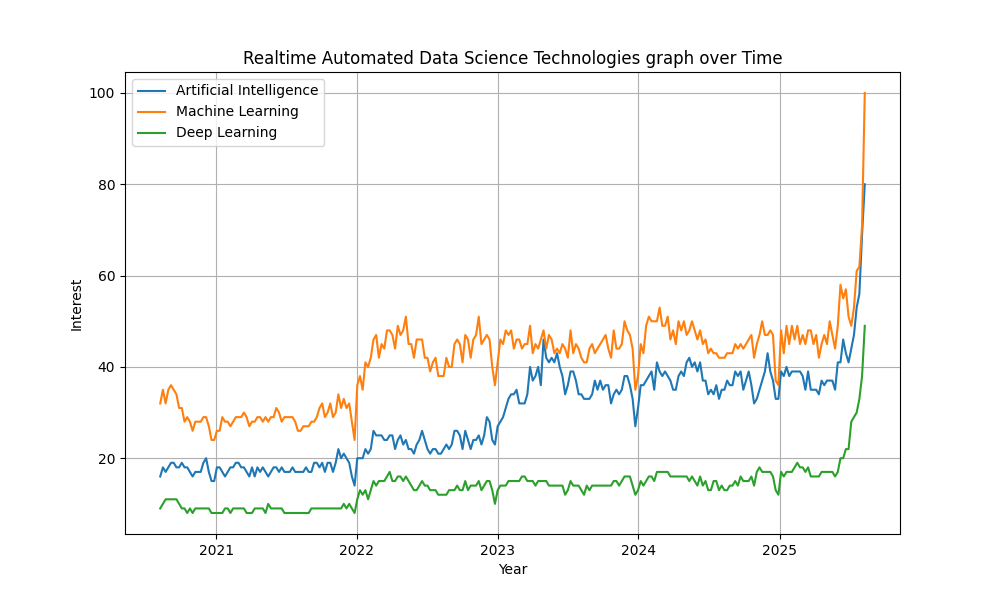 Realtime Automated Data Science Technologies graph over Time
Artificial Intelligence
Machine Learning
Deep Learning
100
80
60
40
20
Interest
2021
2022
2023
2024
2025
Year